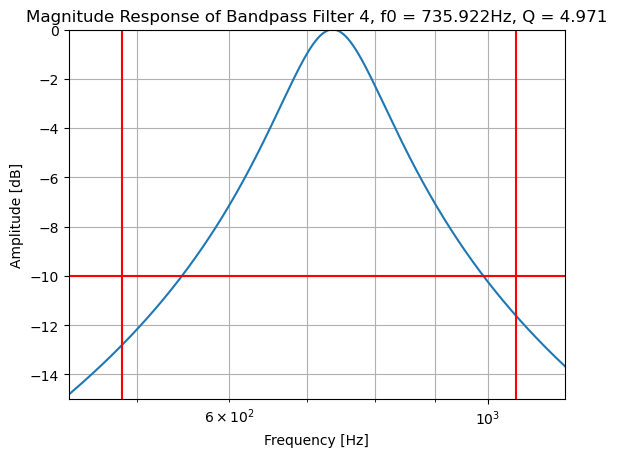 Magnitude Response of Bandpass Filter 4, f0 = 735.922Hz, Q = 4.971
Amplitude [dB]
0
−2
−4
−6
−8
−10
−12
−14
6 × 10²
10³
Frequency [Hz]